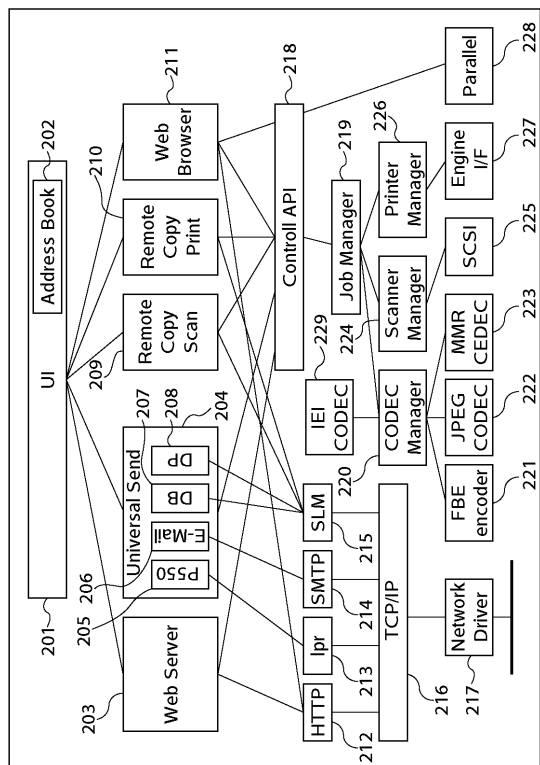 201
UI
Address Book
202
203
Web Server
204
Universal Send
205
P550
206
E-Mail
207
DB
208
DP
209
Remote
Copy
Scan
210
Remote
Copy
Print
211
Web
Browser
HTTP
212
lpr
213
SMTP
214
SLM
215
Controll API
218
TCP/IP
216
Network
Driver
217
IEI
CODEC
229
Job Manager
219
CODEC
Manager
220
Scanner
Manager
224
Printer
Manager
226
FBE
encoder
221
JPEG
CODEC
222
MMR
CEDEC
223
SCSI
225
Engine
I/F
227
Parallel
228